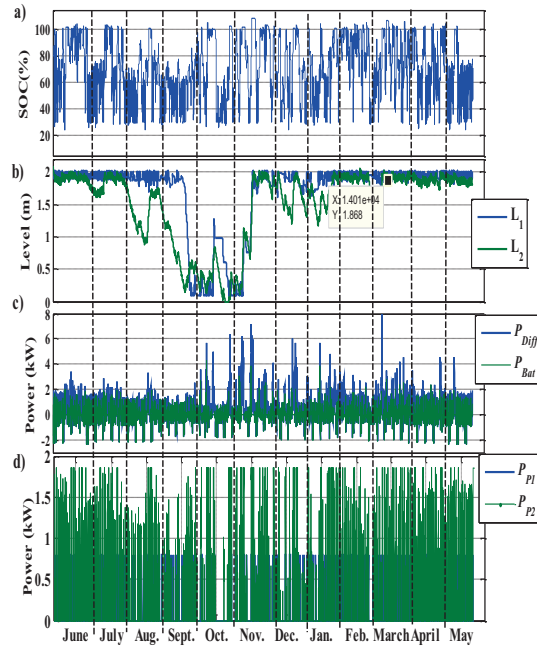 a)
SOC(%)
100
80
60
40
20
b)
Level (m)
2
1.5
1
0.5
0
X: 1.401e+04
Y: 1.868
L1
L2
c)
Power (kW)
8
6
4
2
0
-2
PDiff
PBat
d)
Power (kW)
2
1.5
1
0.5
0
PP1
PP2
June July Aug. Sept. Oct. Nov. Dec. Jan. Feb. March April May